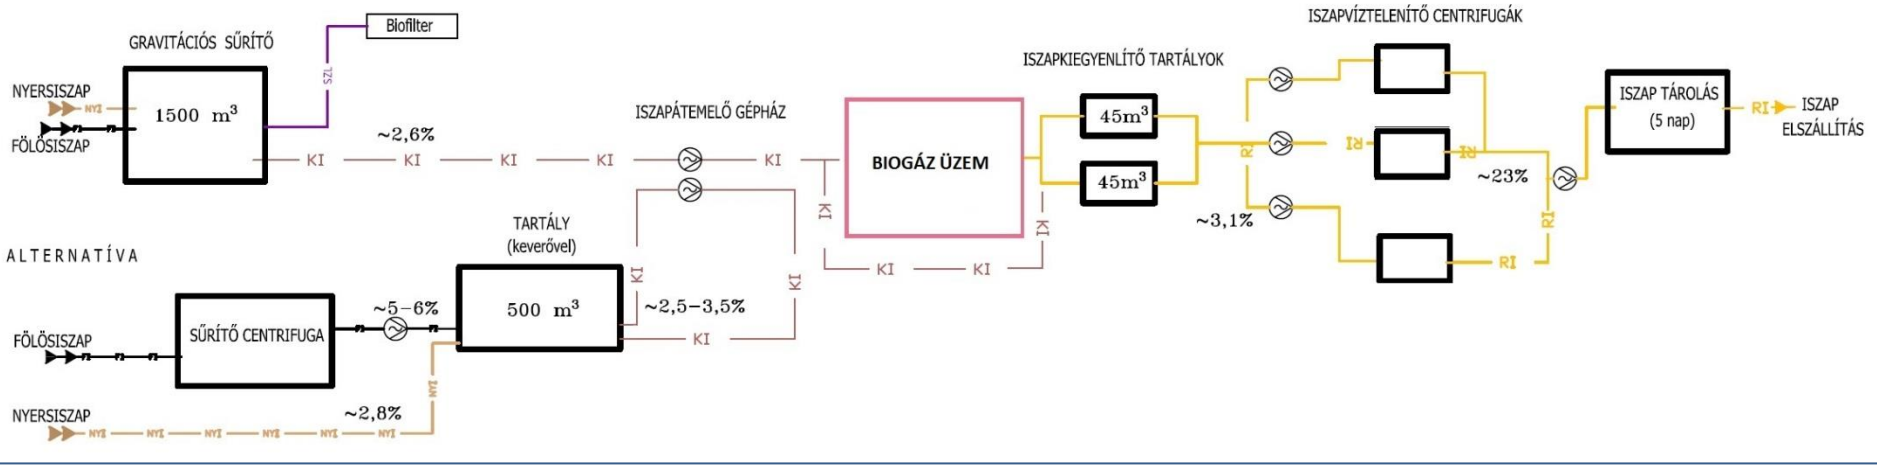 Biofilter
GRAVITÁCIÓS SŰRÍTŐ
SZL
NYERSISZAP
NYI
1500 m³
FÖLÖSISZAP
~2,6%
KI KI KI KI KI
ISZAPÁTEMELŐ GÉPHÁZ
BIOGÁZ ÜZEM
KI
KI KI
KI
ISZAPKIEGYENLÍTŐ TARTÁLYOK
45m³
45m³
ISZAPVÍZTELENÍTŐ CENTRIFUGÁK
RI
RI
RI
~3,1%
~23%
RI
RI
ISZAP TÁROLÁS
(5 nap)
RI
ISZAP
ELSZÁLLÍTÁS
ALTERNATÍVA
TARTÁLY
(keverővel)
500 m³
KI
~2,5-3,5%
KI
KI
FÖLÖSISZAP
SŰRÍTŐ CENTRIFUGA
~5-6%
NYERSISZAP
~2,8%
NYI NYI NYI NYI NYI NYI
NYI